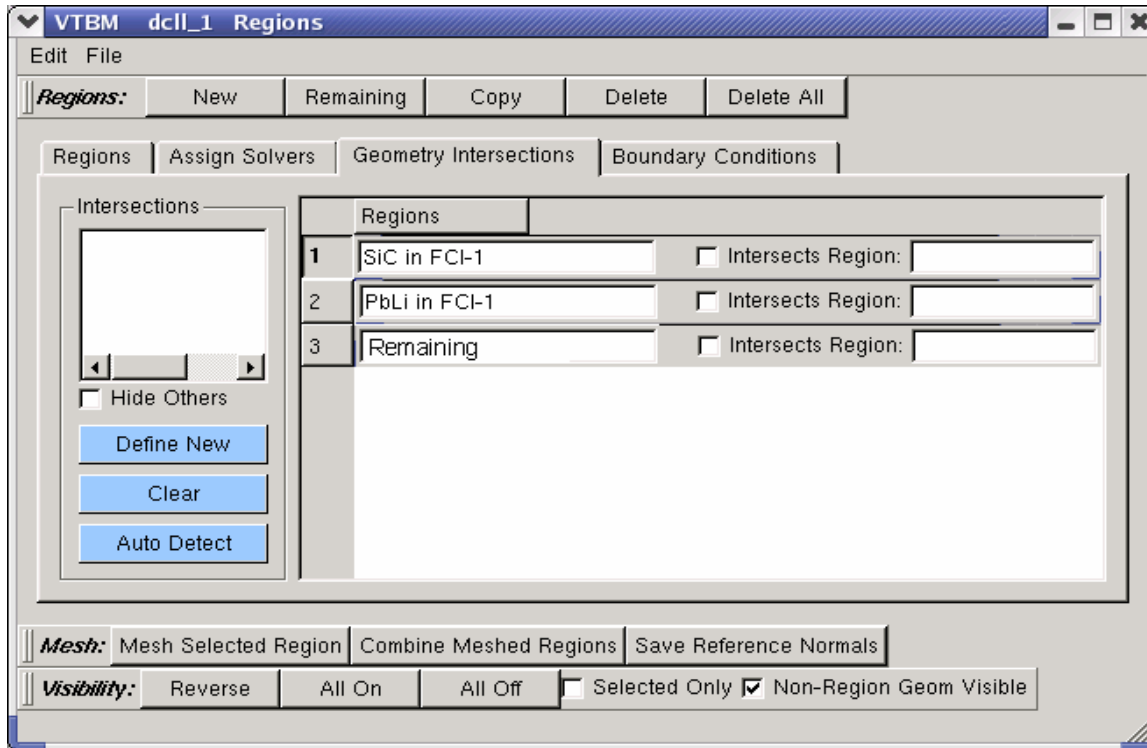 VTBM dcll_1 Regions
Edit File
Regions: New Remaining Copy Delete Delete All
Regions Assign Solvers Geometry Intersections Boundary Conditions
Intersections
Regions
1 SiC in FCI-1 Intersects Region:
2 PbLi in FCI-1 Intersects Region:
3 Remaining Intersects Region:
Hide Others
Define New
Clear
Auto Detect
Mesh: Mesh Selected Region Combine Meshed Regions Save Reference Normals
Visibility: Reverse All On All Off Selected Only Non-Region Geom Visible